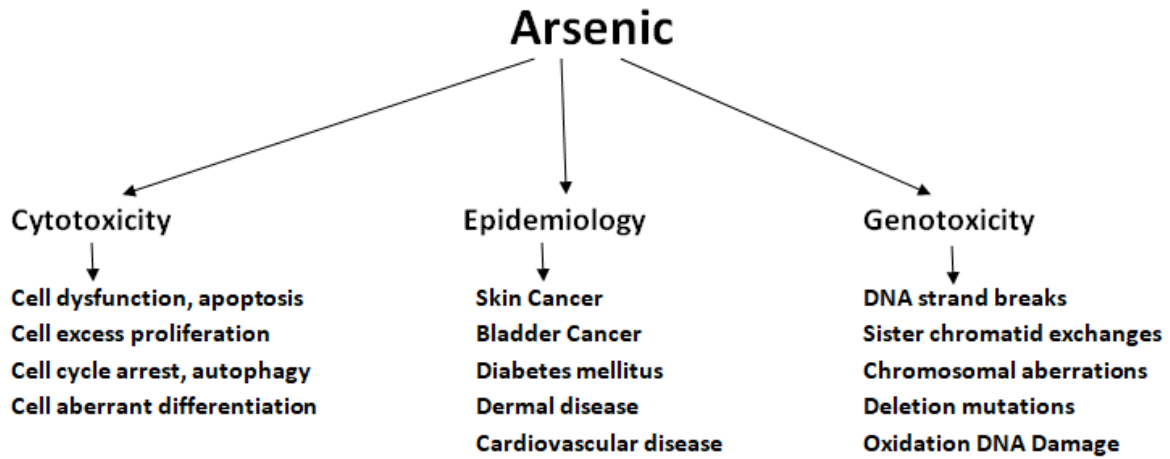 Arsenic
Cytotoxicity
Cell dysfunction, apoptosis
Cell excess proliferation
Cell cycle arrest, autophagy
Cell aberrant differentiation
Epidemiology
Skin Cancer
Bladder Cancer
Diabetes mellitus
Dermal disease
Cardiovascular disease
Genotoxicity
DNA strand breaks
Sister chromatid exchanges
Chromosomal aberrations
Deletion mutations
Oxidation DNA Damage